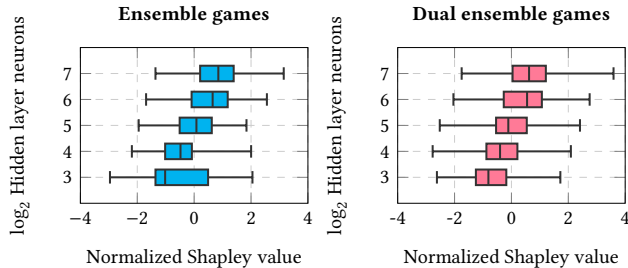 Ensemble games
log₂ Hidden layer neurons
7
6
5
4
3
−4 −2 0 2 4
Normalized Shapley value
Dual ensemble games
log₂ Hidden layer neurons
7
6
5
4
3
-4 -2 0 2 4
Normalized Shapley value